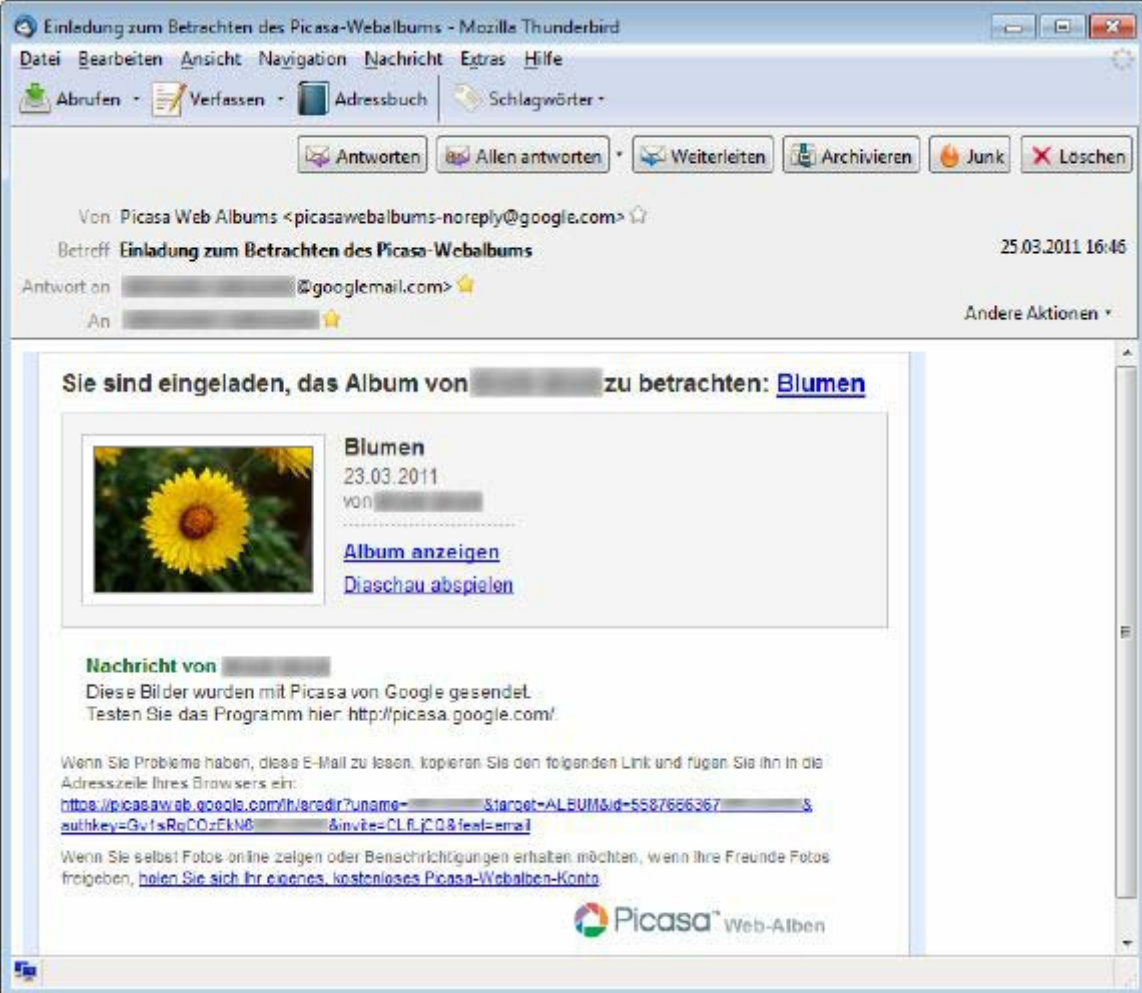 Einladung zum Betrachten des Picasa-Webalbums - Mozilla Thunderbird
Datei Bearbeiten Ansicht Navigation Nachricht Extras Hilfe
Abrufen Verfassen Adressbuch Schlagwörter
Antworten Allen antworten Weiterleiten Archivieren Junk Löschen
Von Picasa Web Albums <picasawebalbums-noreply@google.com>
Betreff Einladung zum Betrachten des Picasa-Webalbums 25.03.2011 16:46
Antwort an @googlemail.com>
An
Andere Aktionen
Sie sind eingeladen, das Album von zu betrachten: Blumen
Blumen
23.03.2011
von
Album anzeigen
Diaschau abspielen
Nachricht von
Diese Bilder wurden mit Picasa von Google gesendet.
Testen Sie das Programm hier: http://picasa.google.com/.
Wenn Sie Probleme haben, diese E-Mail zu lesen, kopieren Sie den folgenden Link und fügen Sie ihn in die
Adresszeile Ihres Browsers ein:
https://picasaweb.google.com/lh/sredir?uname= &target=ALBUM&id=5587666367 &
authkey=Gv1sRgCOzEkN6 &invite=CLfLjCQ&feat=email
Wenn Sie selbst Fotos online zeigen oder Benachrichtigungen erhalten möchten, wenn Ihre Freunde Fotos
freigeben, holen Sie sich Ihr eigenes, kostenloses Picasa-Webalben-Konto
Picasa™ Web-Alben